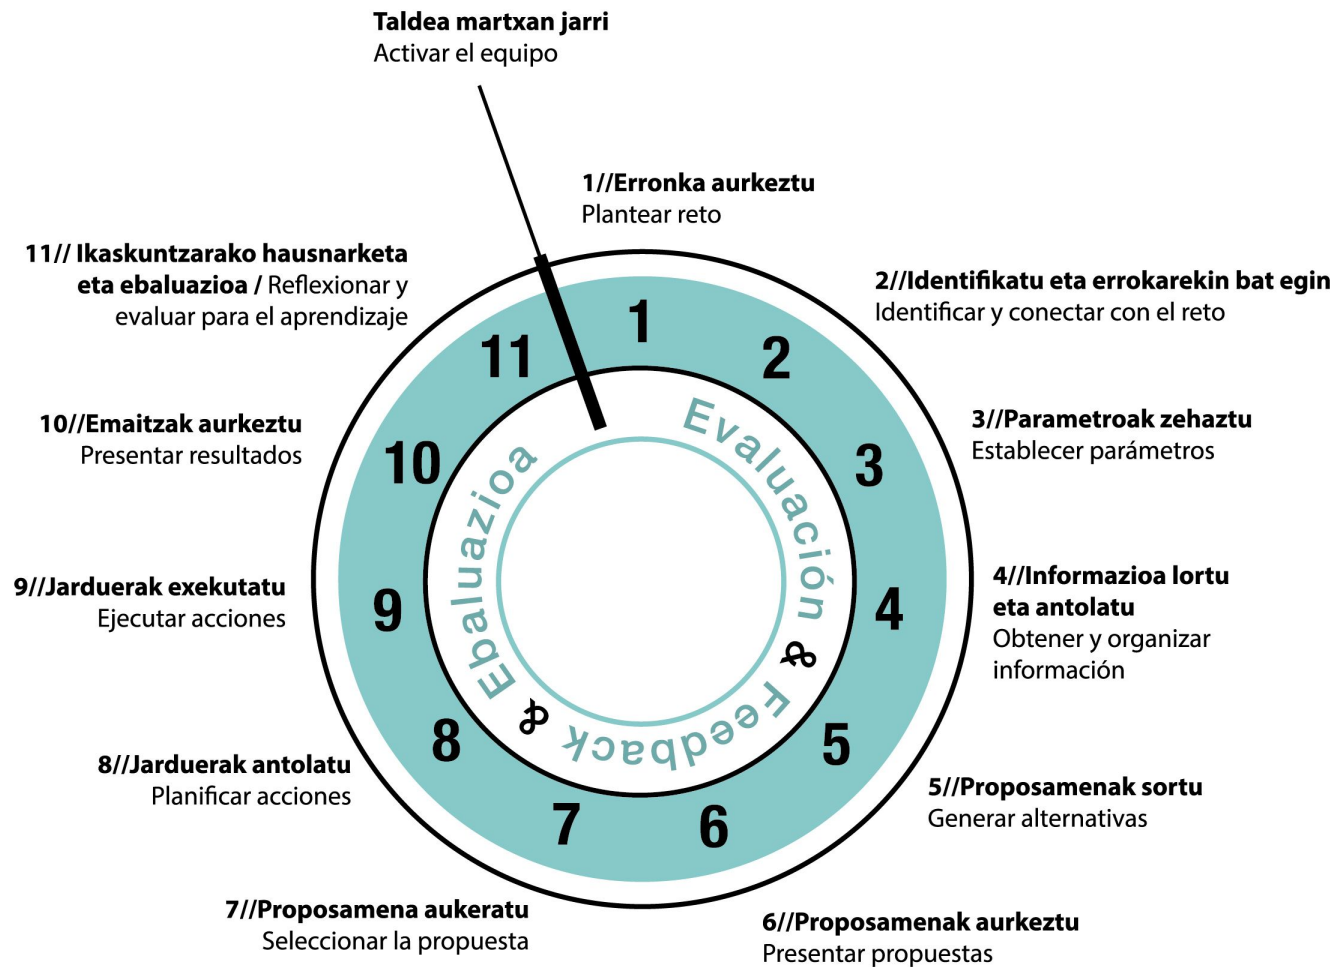 Taldea martxan jarri
Activar el equipo
1//Erronka aurkeztu
Plantear reto
2//Identifikatu eta errokarekin bat egin
Identificar y conectar con el reto
3//Parametroak zehaztu
Establecer parámetros
4//Informazioa lortu
eta antolatu
Obtener y organizar
información
5//Proposamenak sortu
Generar alternativas
6//Proposamenak aurkeztu
Presentar propuestas
7//Proposamena aukeratu
Seleccionar la propuesta
8//Jarduerak antolatu
Planificar acciones
9//Jarduerak exekutatu
Ejecutar acciones
10//Emaitzak aurkeztu
Presentar resultados
11// Ikaskuntzarako hausnarketa
eta ebaluazioa / Reflexionar y
evaluar para el aprendizaje
1
2
3
4
5
6
7
8
9
10
11
Evaluación & Feedback & Ebaluazioa